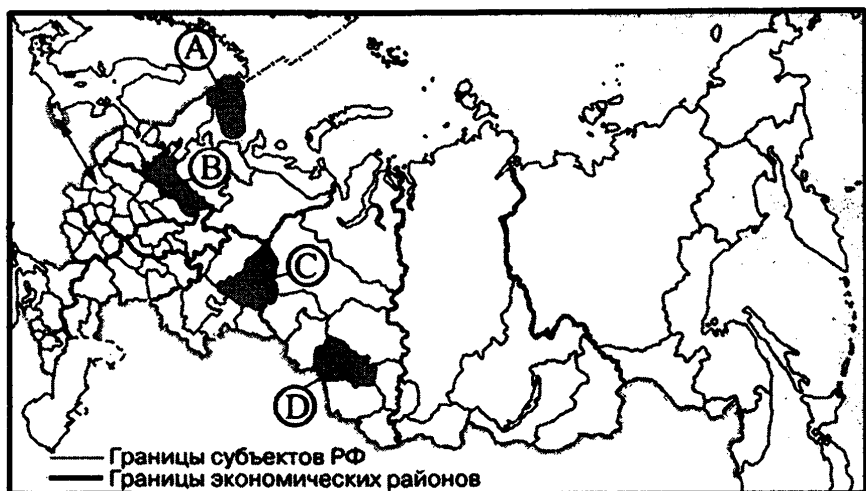 A
B
C
D
Границы субъектов РФ
Границы экономических районов